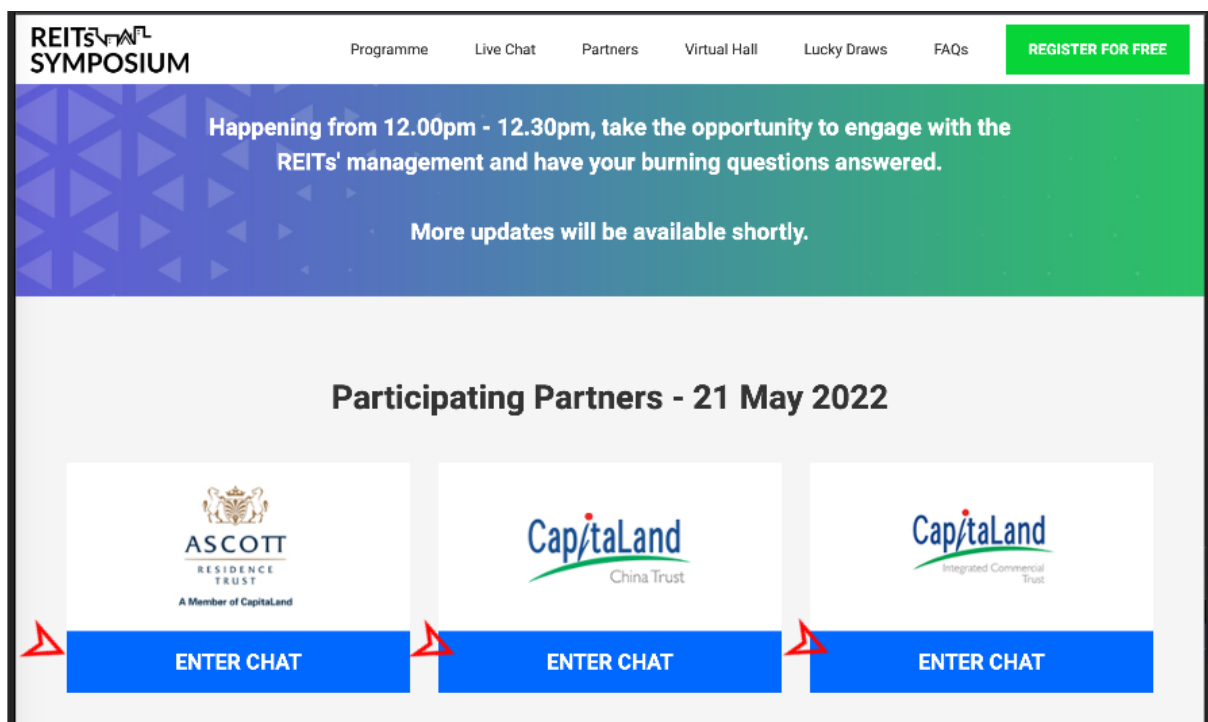 REITs
SYMPOSIUM
Programme
Live Chat
Partners
Virtual Hall
Lucky Draws
FAQs
REGISTER FOR FREE
Happening from 12.00pm - 12.30pm, take the opportunity to engage with the
REITs' management and have your burning questions answered.
More updates will be available shortly.
Participating Partners - 21 May 2022
ASCOTT
RESIDENCE
TRUST
A Member of CapitaLand
ENTER CHAT
CapitaLand
China Trust
ENTER CHAT
CapitaLand
Integrated Commercial
Trust
ENTER CHAT